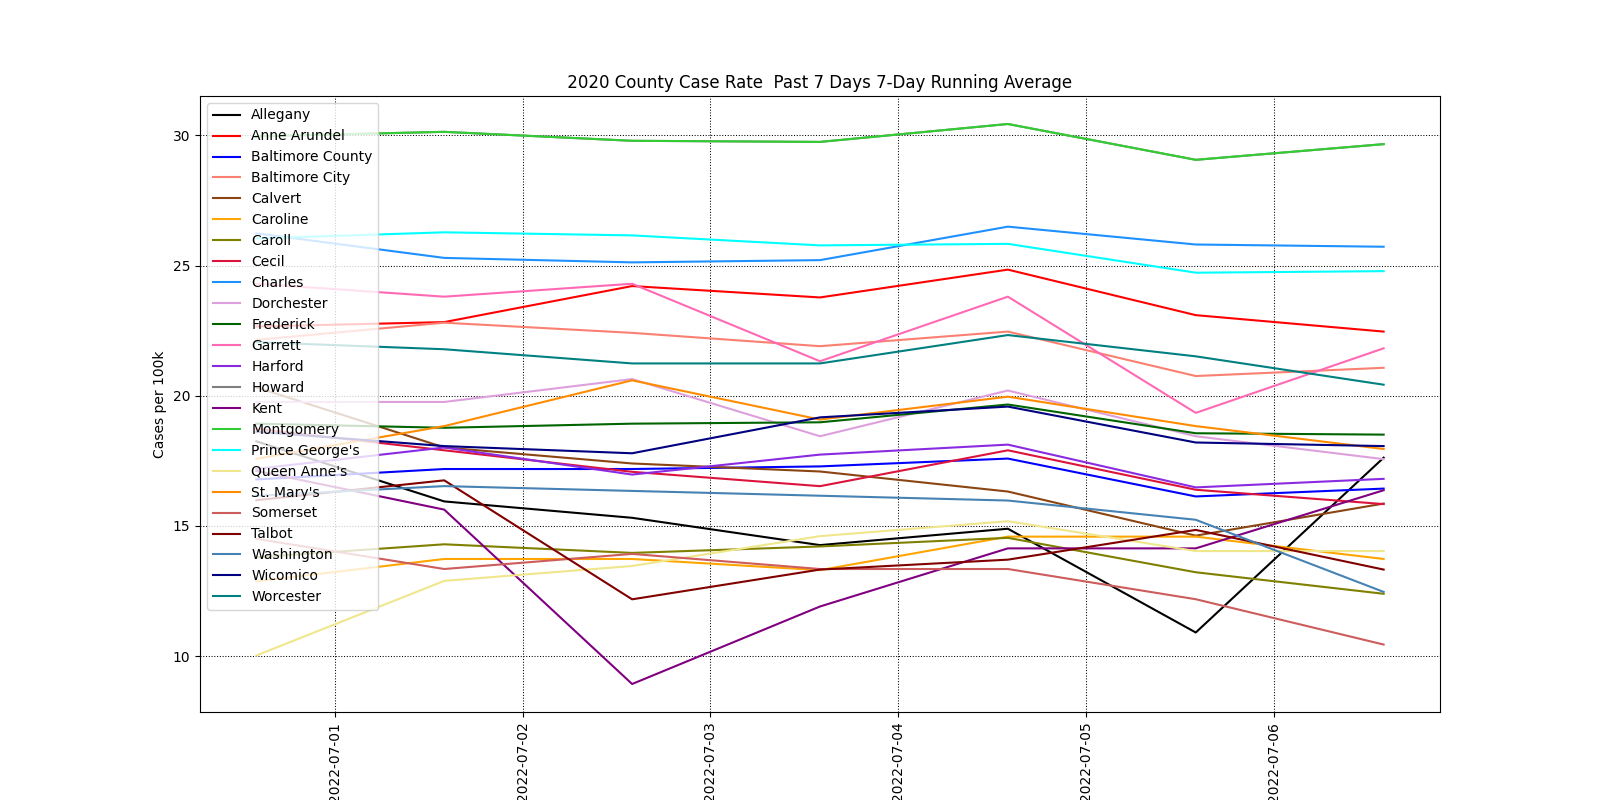 2020 County Case Rate  Past 7 Days 7-Day Running Average
Cases per 100k
30
25
20
15
10
Allegany
Anne Arundel
Baltimore County
Baltimore City
Calvert
Caroline
Caroll
Cecil
Charles
Dorchester
Frederick
Garrett
Harford
Howard
Kent
Montgomery
Prince George's
Queen Anne's
St. Mary's
Somerset
Talbot
Washington
Wicomico
Worcester
2022-07-01
2022-07-02
2022-07-03
2022-07-04
2022-07-05
2022-07-06